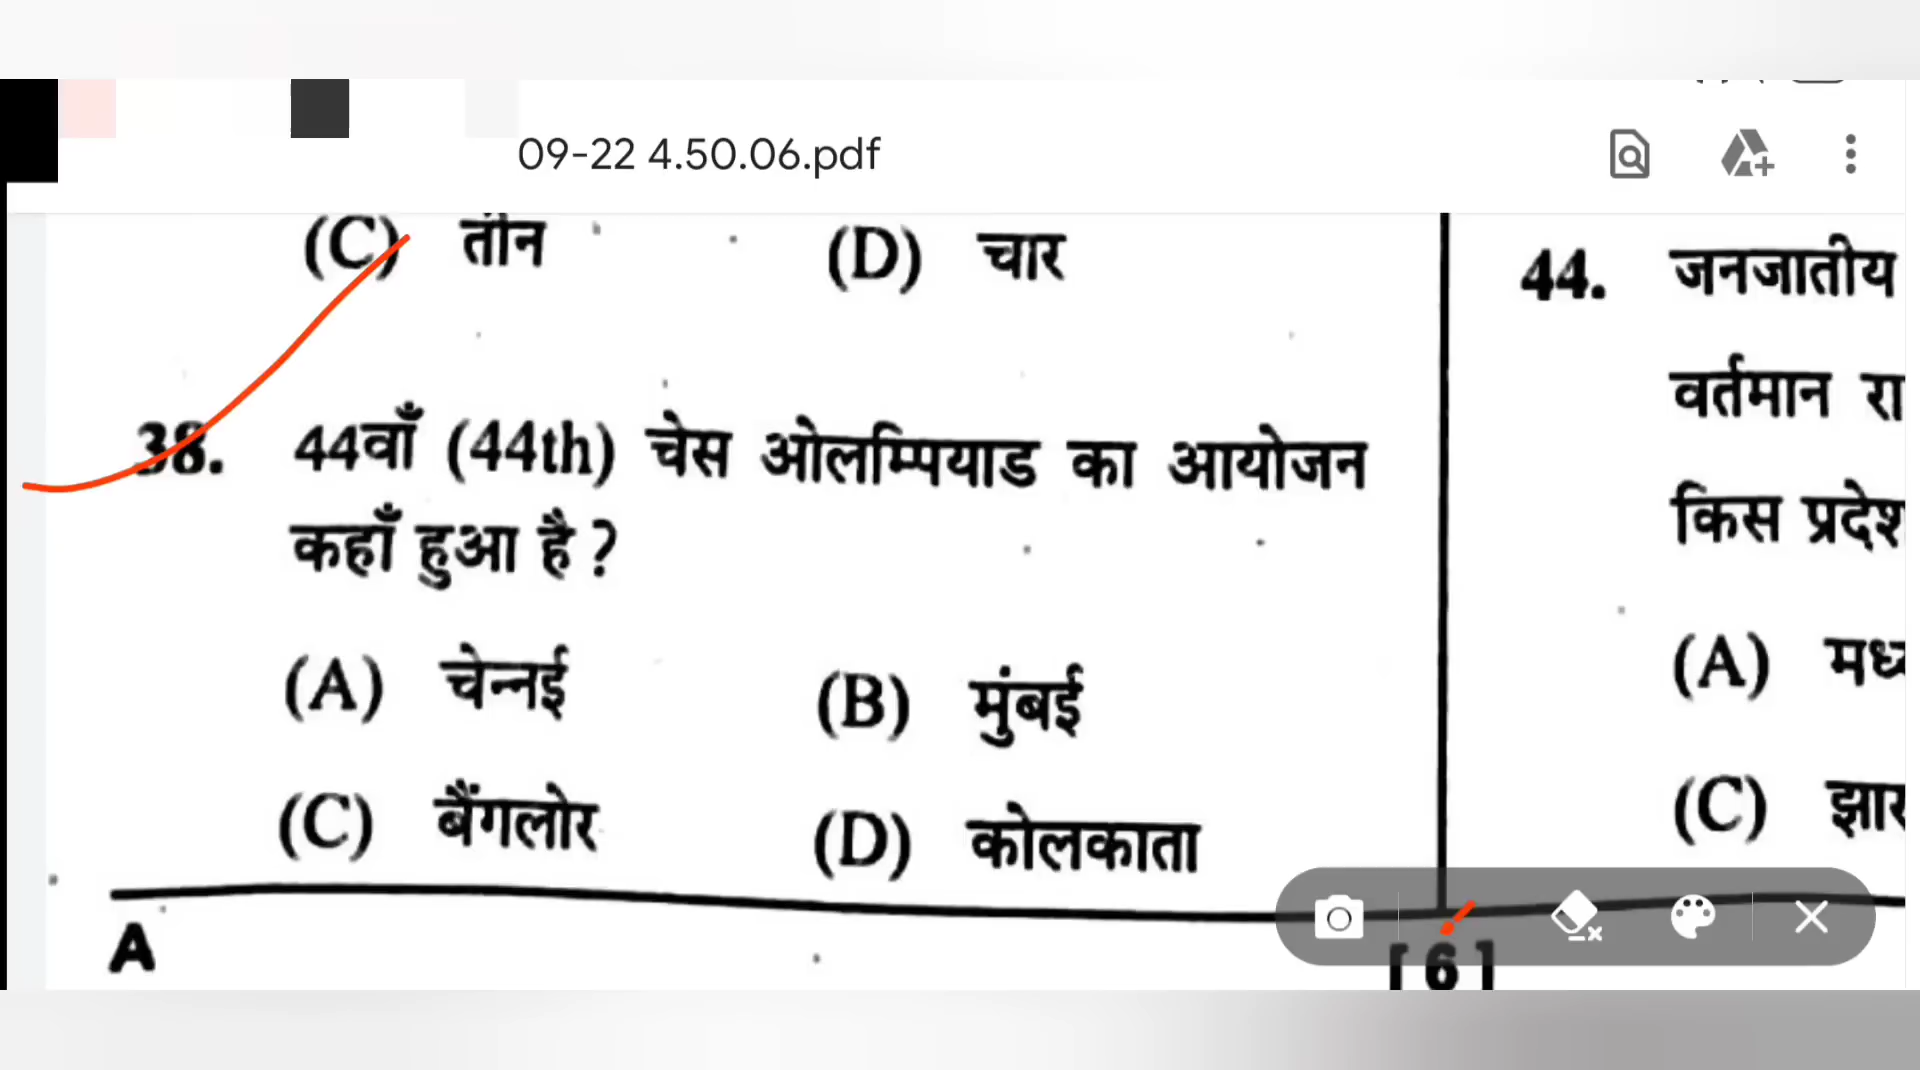 09-22 4.50.06.pdf
(C) तीन (D) चार
38. 44वाँ (44th) चेस ओलम्पियाड का आयोजन
कहाँ हुआ है ?
(A) चेन्नई (B) मुंबई
(C) बैंगलोर (D) कोलकाता
A
[ 6 ]
44. जनजातीय
वर्तमान
किस
(A)
(C)